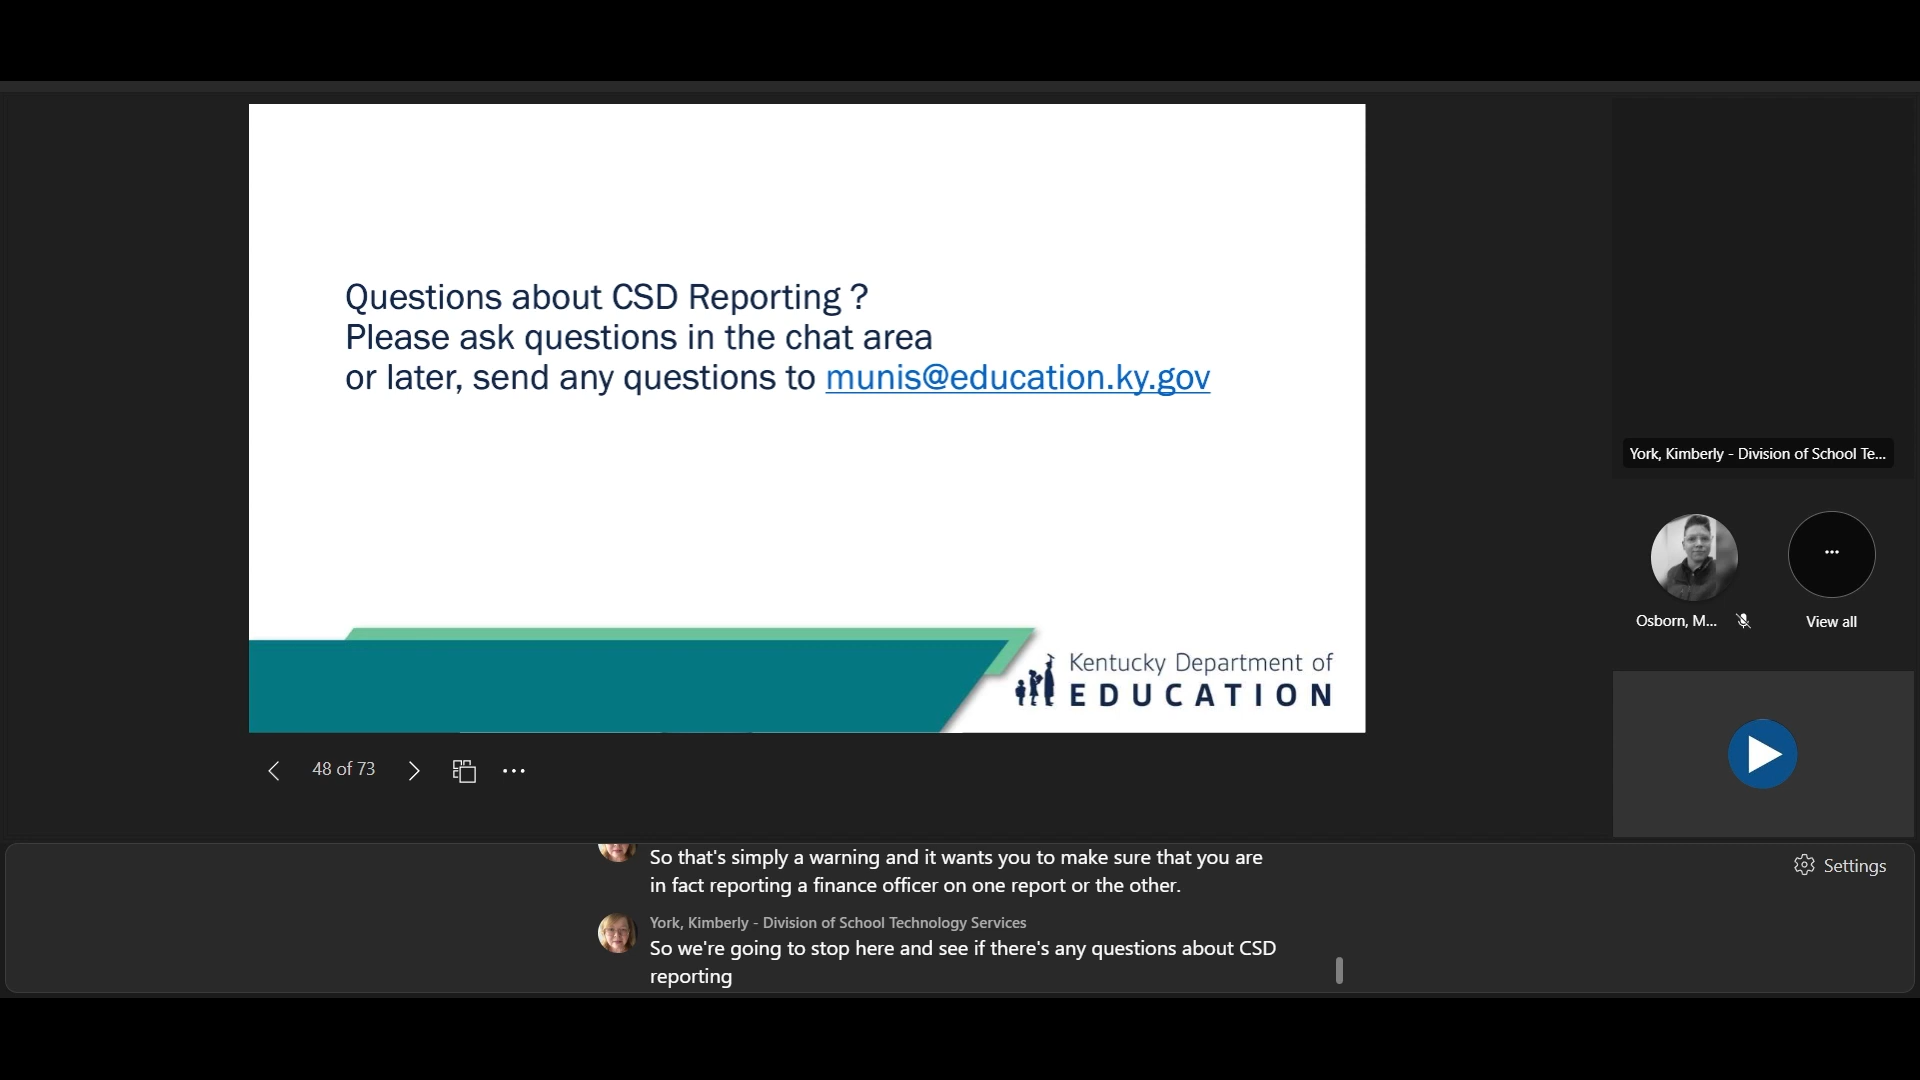 Questions about CSD Reporting ?
Please ask questions in the chat area
or later, send any questions to munis@education.ky.gov
Kentucky Department of
EDUCATION
48 of 73
York, Kimberly - Division of School Te...
Osborn, M...
View all
So that's simply a warning and it wants you to make sure that you are
in fact reporting a finance officer on one report or the other.
York, Kimberly - Division of School Technology Services
So we're going to stop here and see if there's any questions about CSD
reporting
Settings